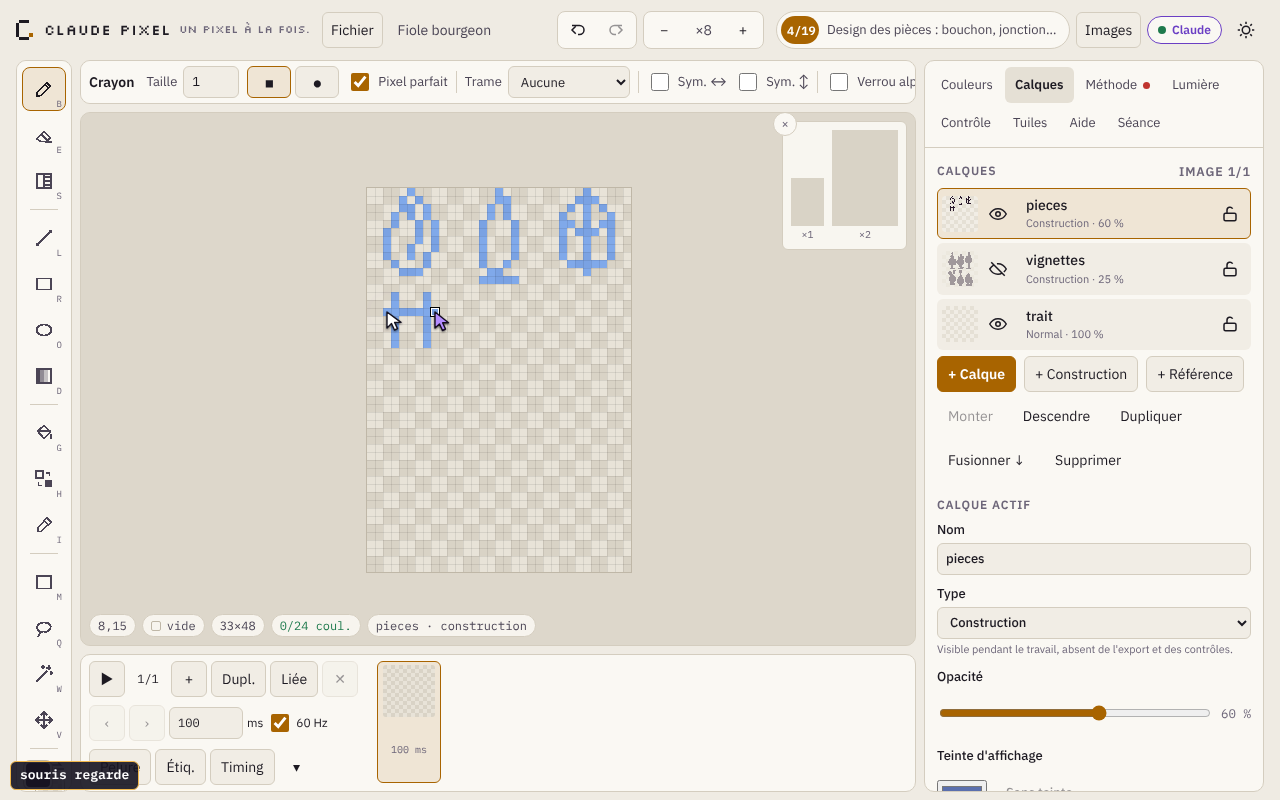 CLAUDE PIXEL UN PIXEL À LA FOIS. Fichier Fiole bourgeon − ×8 + 4/19 Design des pièces : bouchon, jonction… Images Claude
Crayon Taille 1 Pixel parfait Trame Aucune Sym. ↔ Sym. ↕ Verrou alp
B
E
S
L
R
O
D
G
H
I
M
Q
W
V
×1 ×2
8,15 vide 33×48 0/24 coul. pieces · construction
1/1 + Dupl. Liée ×
‹ › 100 ms 60 Hz
Étiq. Timing ▼
100 ms
souris regarde
Couleurs Calques Méthode Lumière
Contrôle Tuiles Aide Séance
CALQUES IMAGE 1/1
pieces
Construction · 60 %
vignettes
Construction · 25 %
trait
Normal · 100 %
+ Calque + Construction + Référence
Monter Descendre Dupliquer
Fusionner ↓ Supprimer
CALQUE ACTIF
Nom
pieces
Type
Construction
Visible pendant le travail, absent de l'export et des contrôles.
Opacité
60 %
Teinte d'affichage